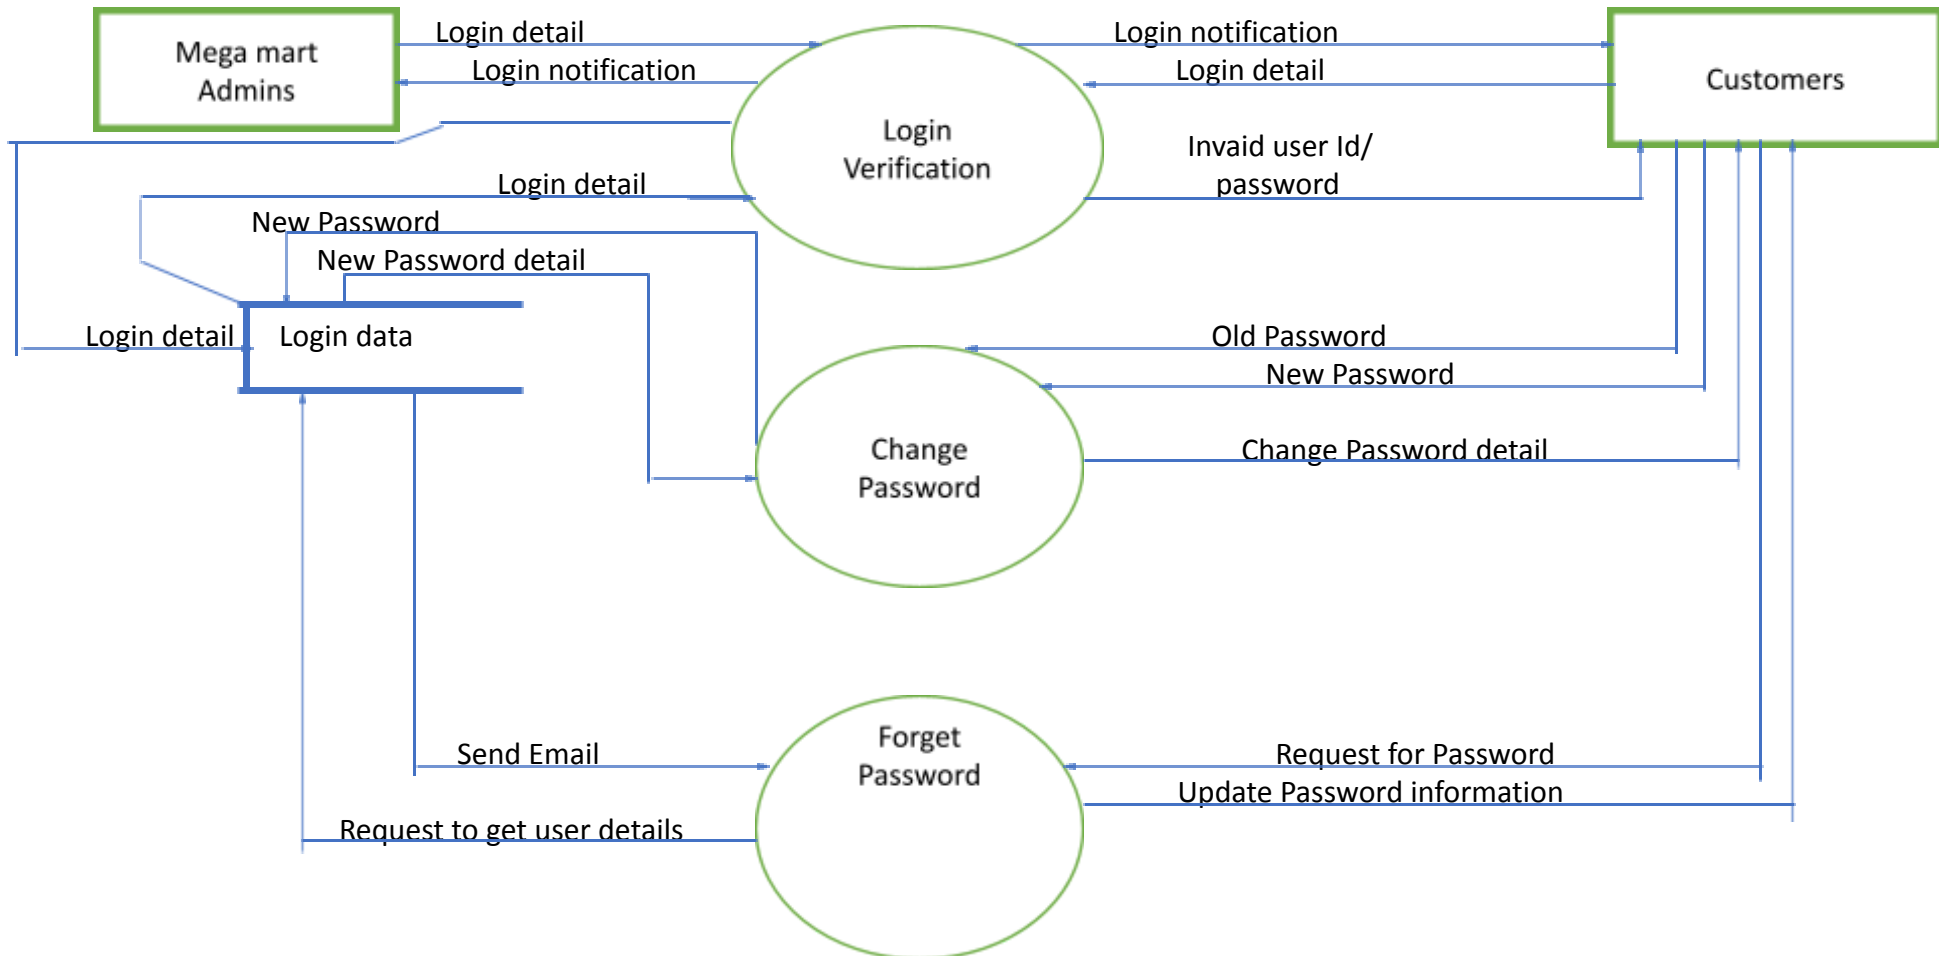 Mega mart
Admins
Login detail
Login notification
Login
Verification
Login notification
Login detail
Customers
Invaid user Id/
password
Login detail
New Password
New Password detail
Login detail
Login data
Old Password
New Password
Change
Password
Change Password detail
Forget
Password
Send Email
Request for Password
Update Password information
Request to get user details